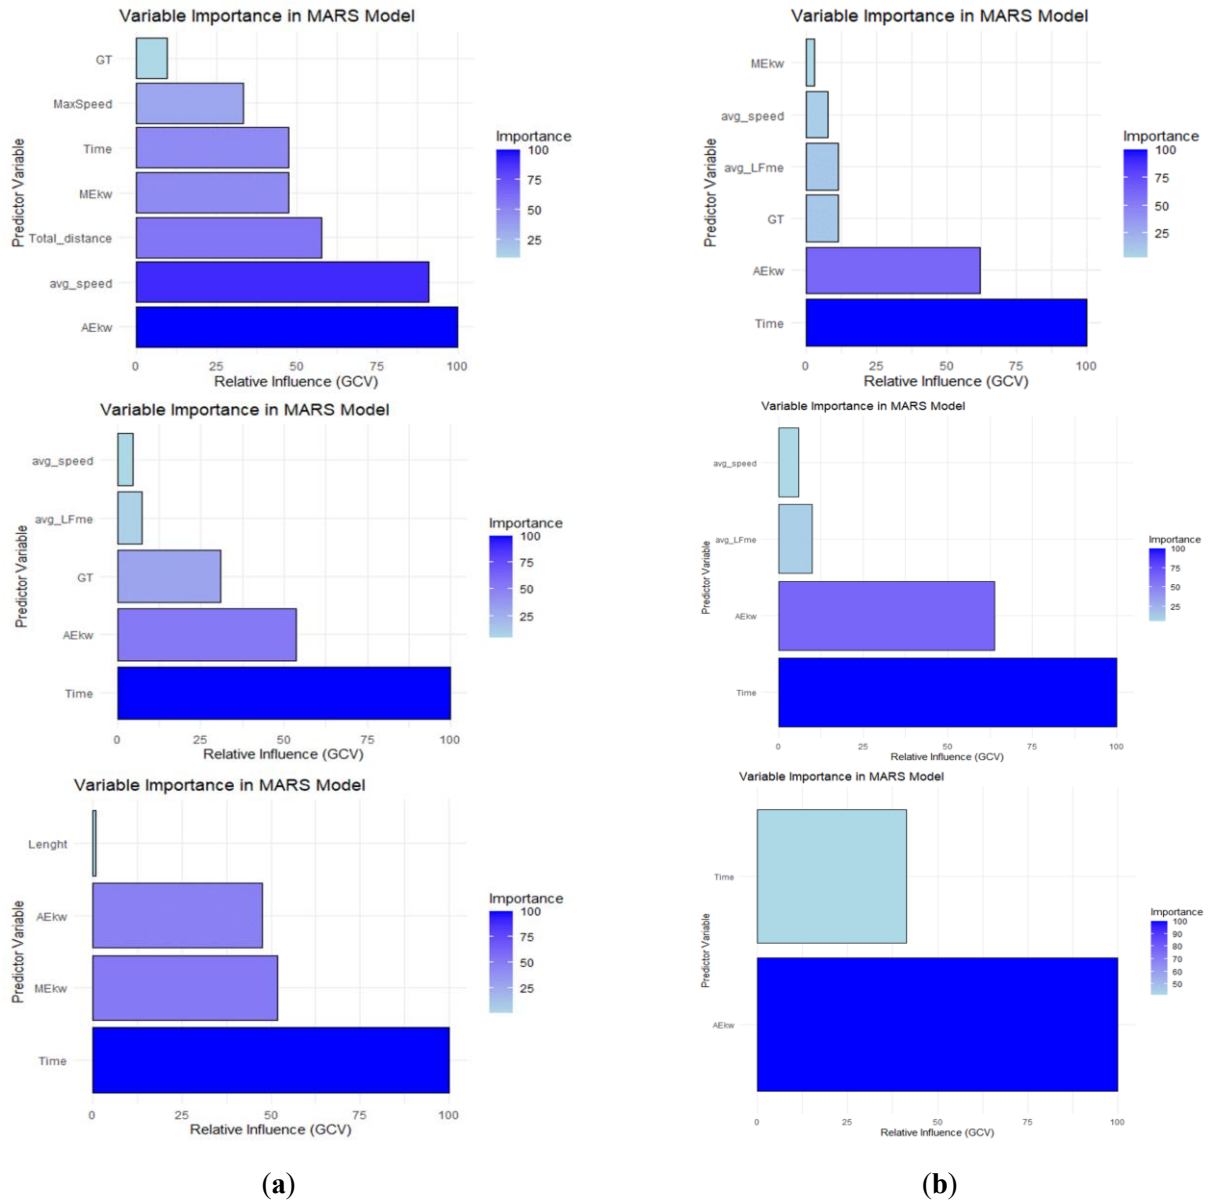 Variable Importance in MARS Model
GT
MaxSpeed
Time
MEkw
Total_distance
avg_speed
AEkw
Predictor Variable
0 25 50 75 100
Relative Influence (GCV)
Importance
100
75
50
25
Variable Importance in MARS Model
MEkw
avg_speed
avg_LFme
GT
AEkw
Time
Predictor Variable
0 25 50 75 100
Relative Influence (GCV)
Importance
100
75
50
25
Variable Importance in MARS Model
avg_speed
avg_LFme
GT
AEkw
Time
Predictor Variable
0 25 50 75 100
Relative Influence (GCV)
Importance
100
75
50
25
Variable Importance in MARS Model
avg_speed
avg_LFme
AEkw
Time
Predictor Variable
0 25 50 75 100
Relative Influence (GCV)
Importance
100
75
50
25
Variable Importance in MARS Model
Lenght
AEkw
MEkw
Time
Predictor Variable
0 25 50 75 100
Relative Influence (GCV)
Importance
100
75
50
25
Variable Importance in MARS Model
Time
AEkw
Predictor Variable
0 25 50 75 100
Relative Influence (GCV)
Importance
100
90
80
70
60
50
(a)
(b)